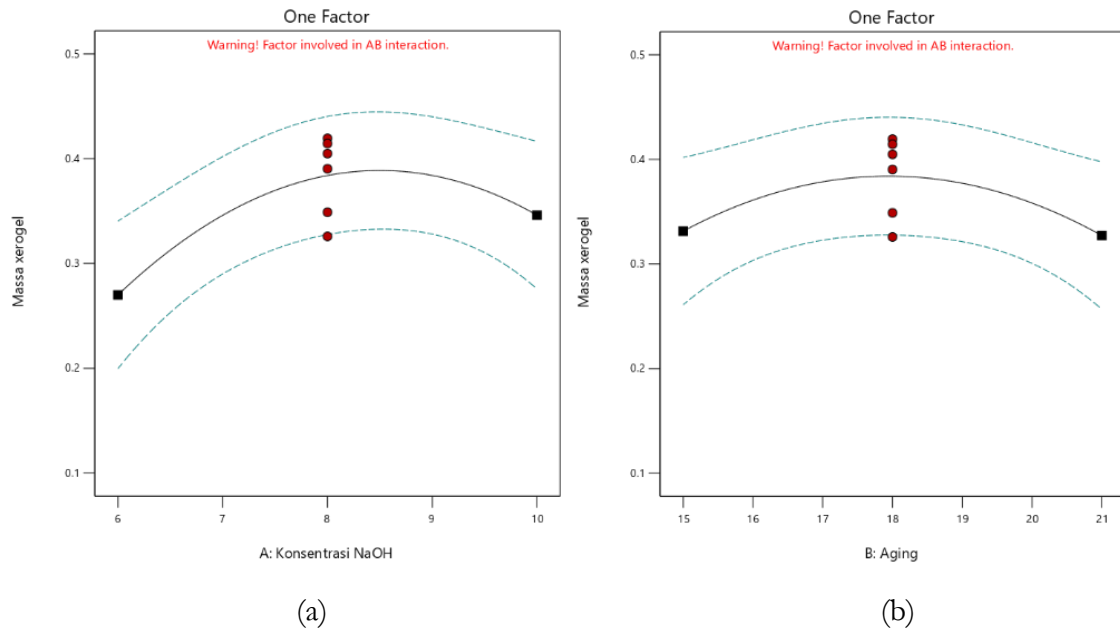 One Factor
Warning! Factor involved in AB interaction.
0.5
0.4
0.3
0.2
0.1
Massa xerogel
6 7 8 9 10
A: Konsentrasi NaOH
(a)
One Factor
Warning! Factor involved in AB interaction.
0.5
0.4
0.3
0.2
0.1
Massa xerogel
15 16 17 18 19 20 21
B: Aging
(b)